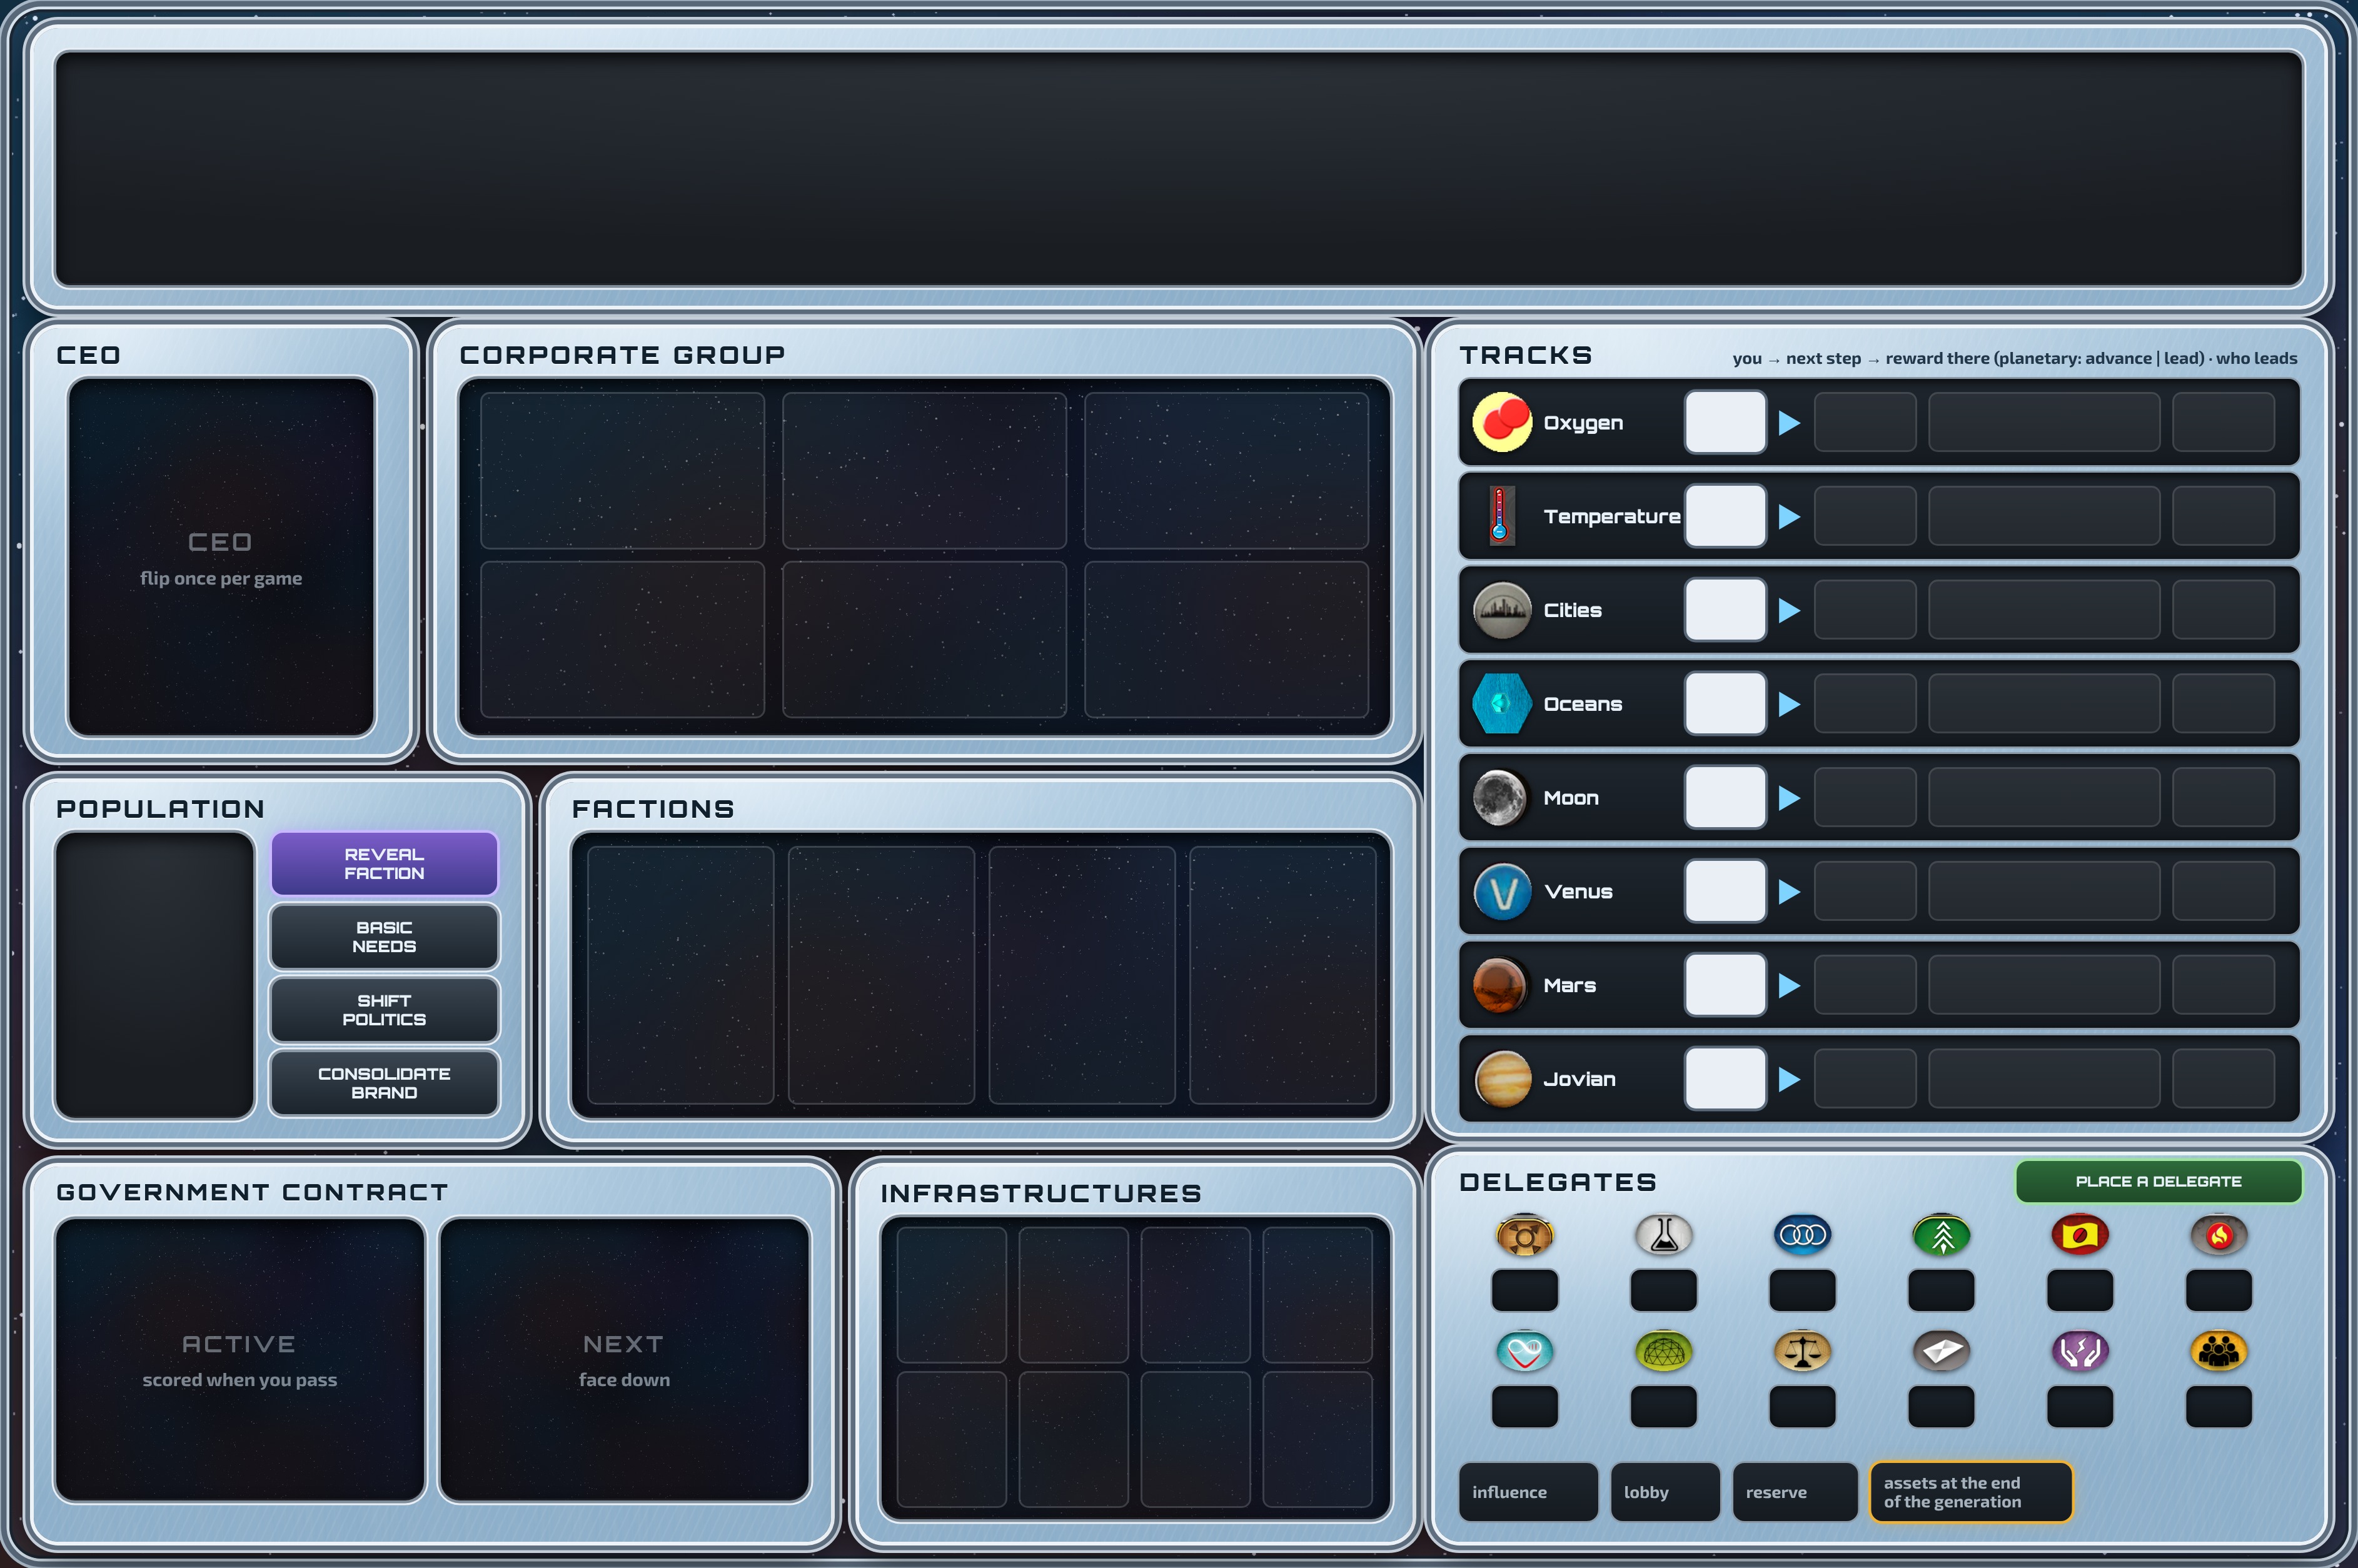 CEO
CEO
flip once per game
CORPORATE GROUP
TRACKS
you → next step → reward there (planetary: advance | lead) · who leads
Oxygen
Temperature
Cities
Oceans
Moon
V
Venus
Mars
Jovian
POPULATION
REVEAL
FACTION
BASIC
NEEDS
SHIFT
POLITICS
CONSOLIDATE
BRAND
FACTIONS
GOVERNMENT CONTRACT
ACTIVE
scored when you pass
NEXT
face down
INFRASTRUCTURES
DELEGATES
PLACE A DELEGATE
influence
lobby
reserve
assets at the end
of the generation